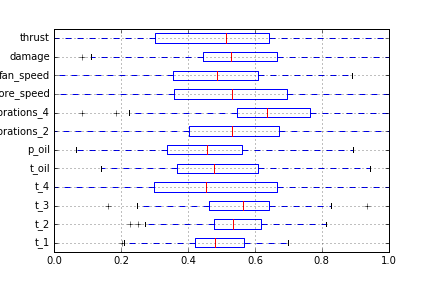 thrust
damage
fan_speed
ore_speed
orations_4
orations_2
p_oil
t_oil
t_4
t_3
t_2
t_1
0.0 0.2 0.4 0.6 0.8 1.0